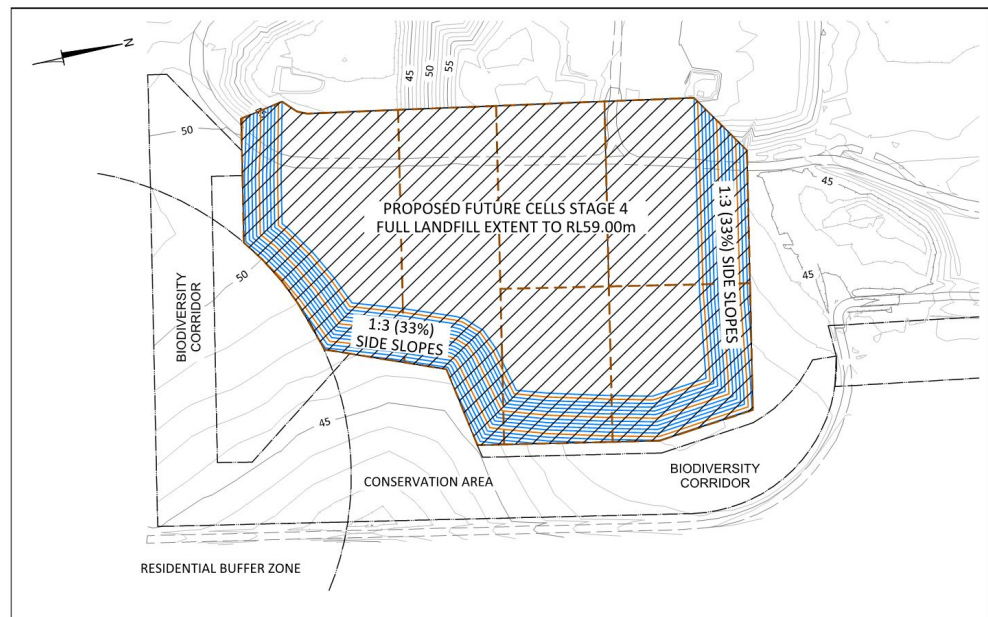 N
45
50
55
50
PROPOSED FUTURE CELLS STAGE 4
FULL LANDFILL EXTENT TO RL59.00m
1:3 (33%) SIDE SLOPES
45
45
BIODIVERSITY
CORRIDOR
50
1:3 (33%)
SIDE SLOPES
45
CONSERVATION AREA
BIODIVERSITY
CORRIDOR
RESIDENTIAL BUFFER ZONE